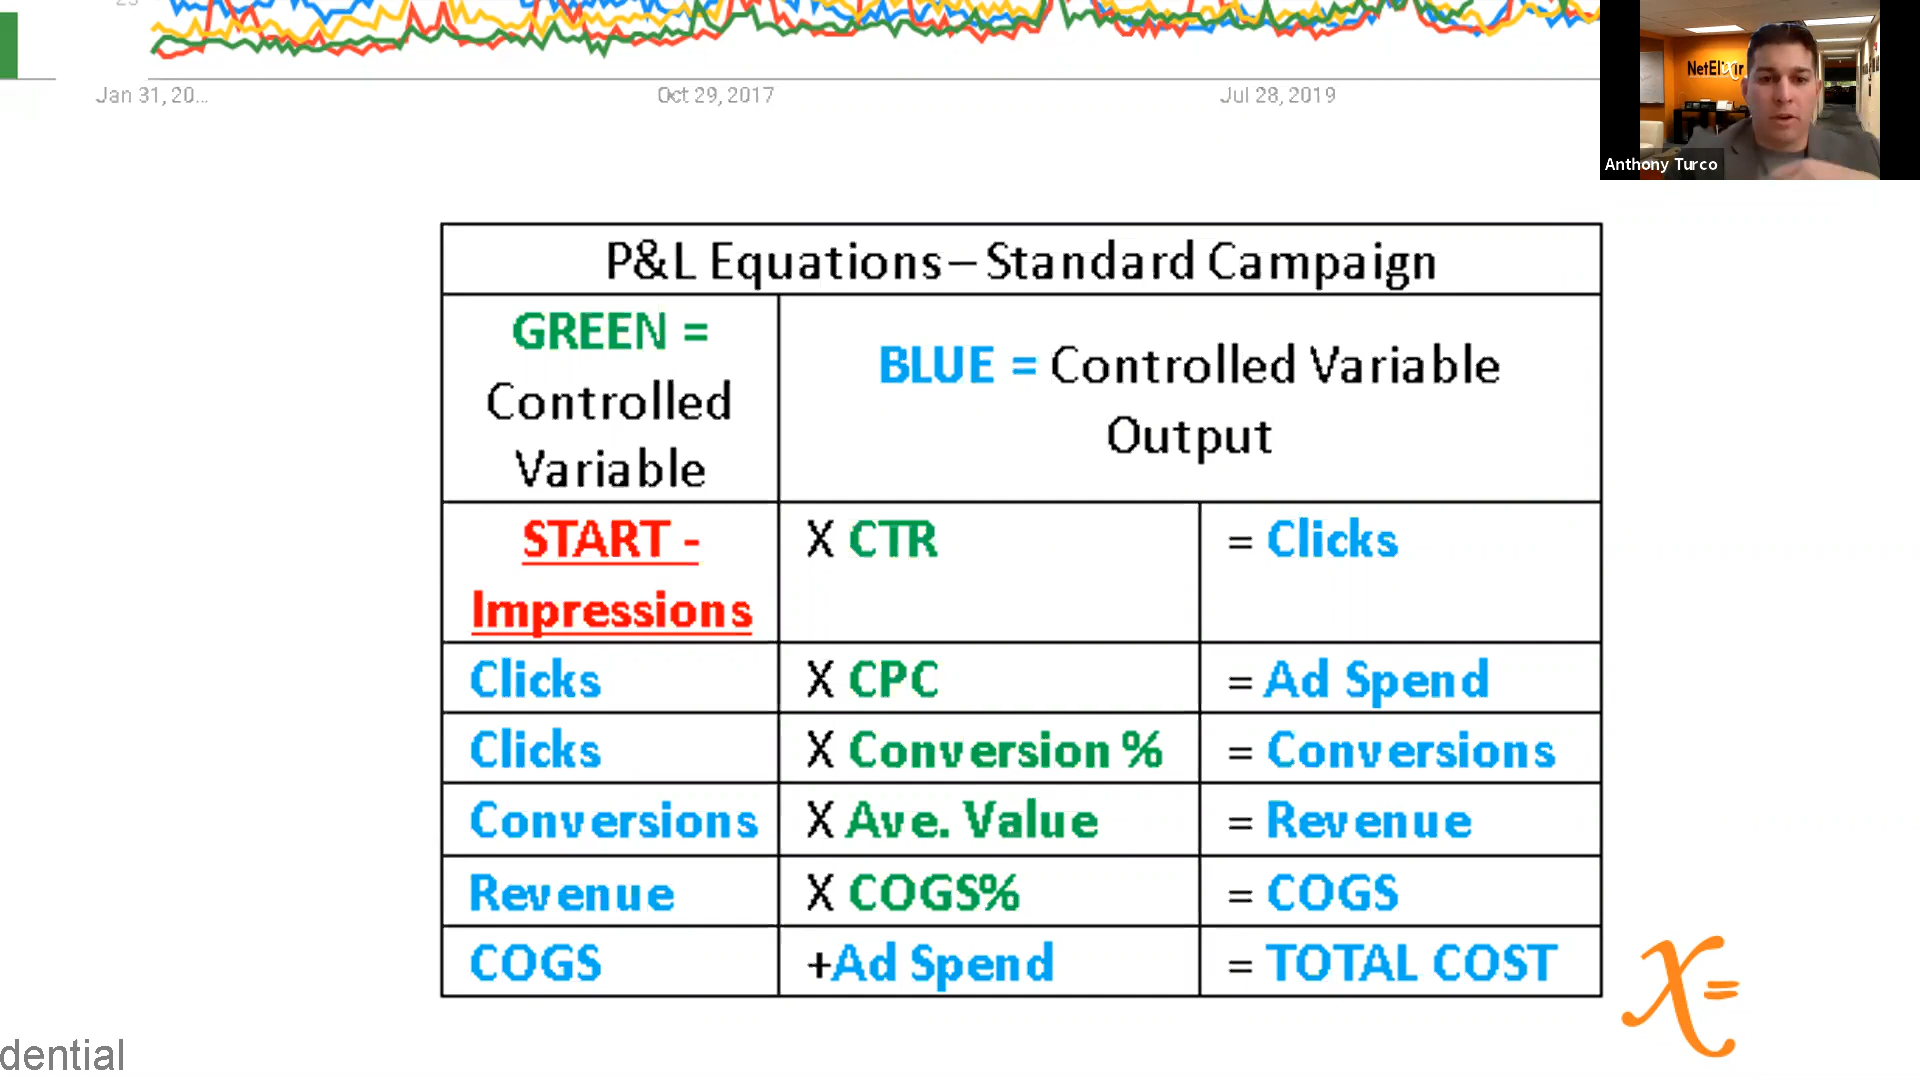 25
Jan 31, 20...
Oct 29, 2017
Jul 28, 2019
NetElixir
Anthony Turco
P&L Equations – Standard Campaign
GREEN =
Controlled
Variable
BLUE = Controlled Variable
Output
START -
Impressions
X CTR
= Clicks
Clicks
X CPC
= Ad Spend
Clicks
X Conversion %
= Conversions
Conversions
X Ave. Value
= Revenue
Revenue
X COGS%
= COGS
COGS
+Ad Spend
= TOTAL COST
X=
dential